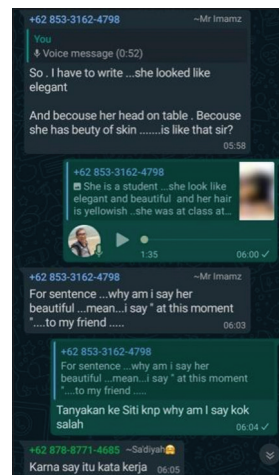 +62 853-3162-4798 ~Mr Imamz
You
Voice message (0:52)
So . I have to write ...she looked like
elegant
And becouse her head on table . Becouse
she has beuty of skin .......is like that sir?
05:58
+62 853-3162-4798
She is a student ...she look like
elegant and beautiful and her hair
is yellowish ..she was at class at...
1:35 06:00
+62 853-3162-4798 ~Mr Imamz
For sentence ...why am i say her
beautiful ...mean...i say " at this moment
"....to my friend .....
06:03
+62 853-3162-4798
For sentence ...why am i say her
beautiful ...mean...i say " at this
moment "....to my friend .....
Tanyakan ke Siti knp why am I say kok
salah
06:04
+62 878-8771-4685 ~Sa'diyah
Karna say itu kata kerja 06:05